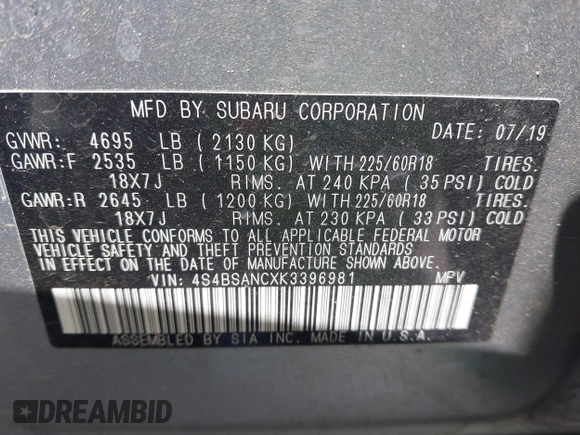 MFD BY SUBARU CORPORATION
DATE: 07/19
GVWR: 4695 LB ( 2130 KG)
GAWR:F 2535 LB ( 1150 KG) WITH 225/60R18 TIRES.
18X7J RIMS. AT 240 KPA ( 35 PSI) COLD
GAWR:R 2645 LB ( 1200 KG) WITH 225/60R18 TIRES.
18X7J RIMS. AT 230 KPA ( 33 PSI) COLD
THIS VEHICLE CONFORMS TO ALL APPLICABLE FEDERAL MOTOR
VEHICLE SAFETY AND THEFT PREVENTION STANDARDS
IN EFFECT ON THE DATE OF MANUFACTURE SHOWN ABOVE.
VIN: 4S4BSANCXK3396981 MPV
ASSEMBLED BY SIA INC. MADE IN U.S.A.
DREAMBID